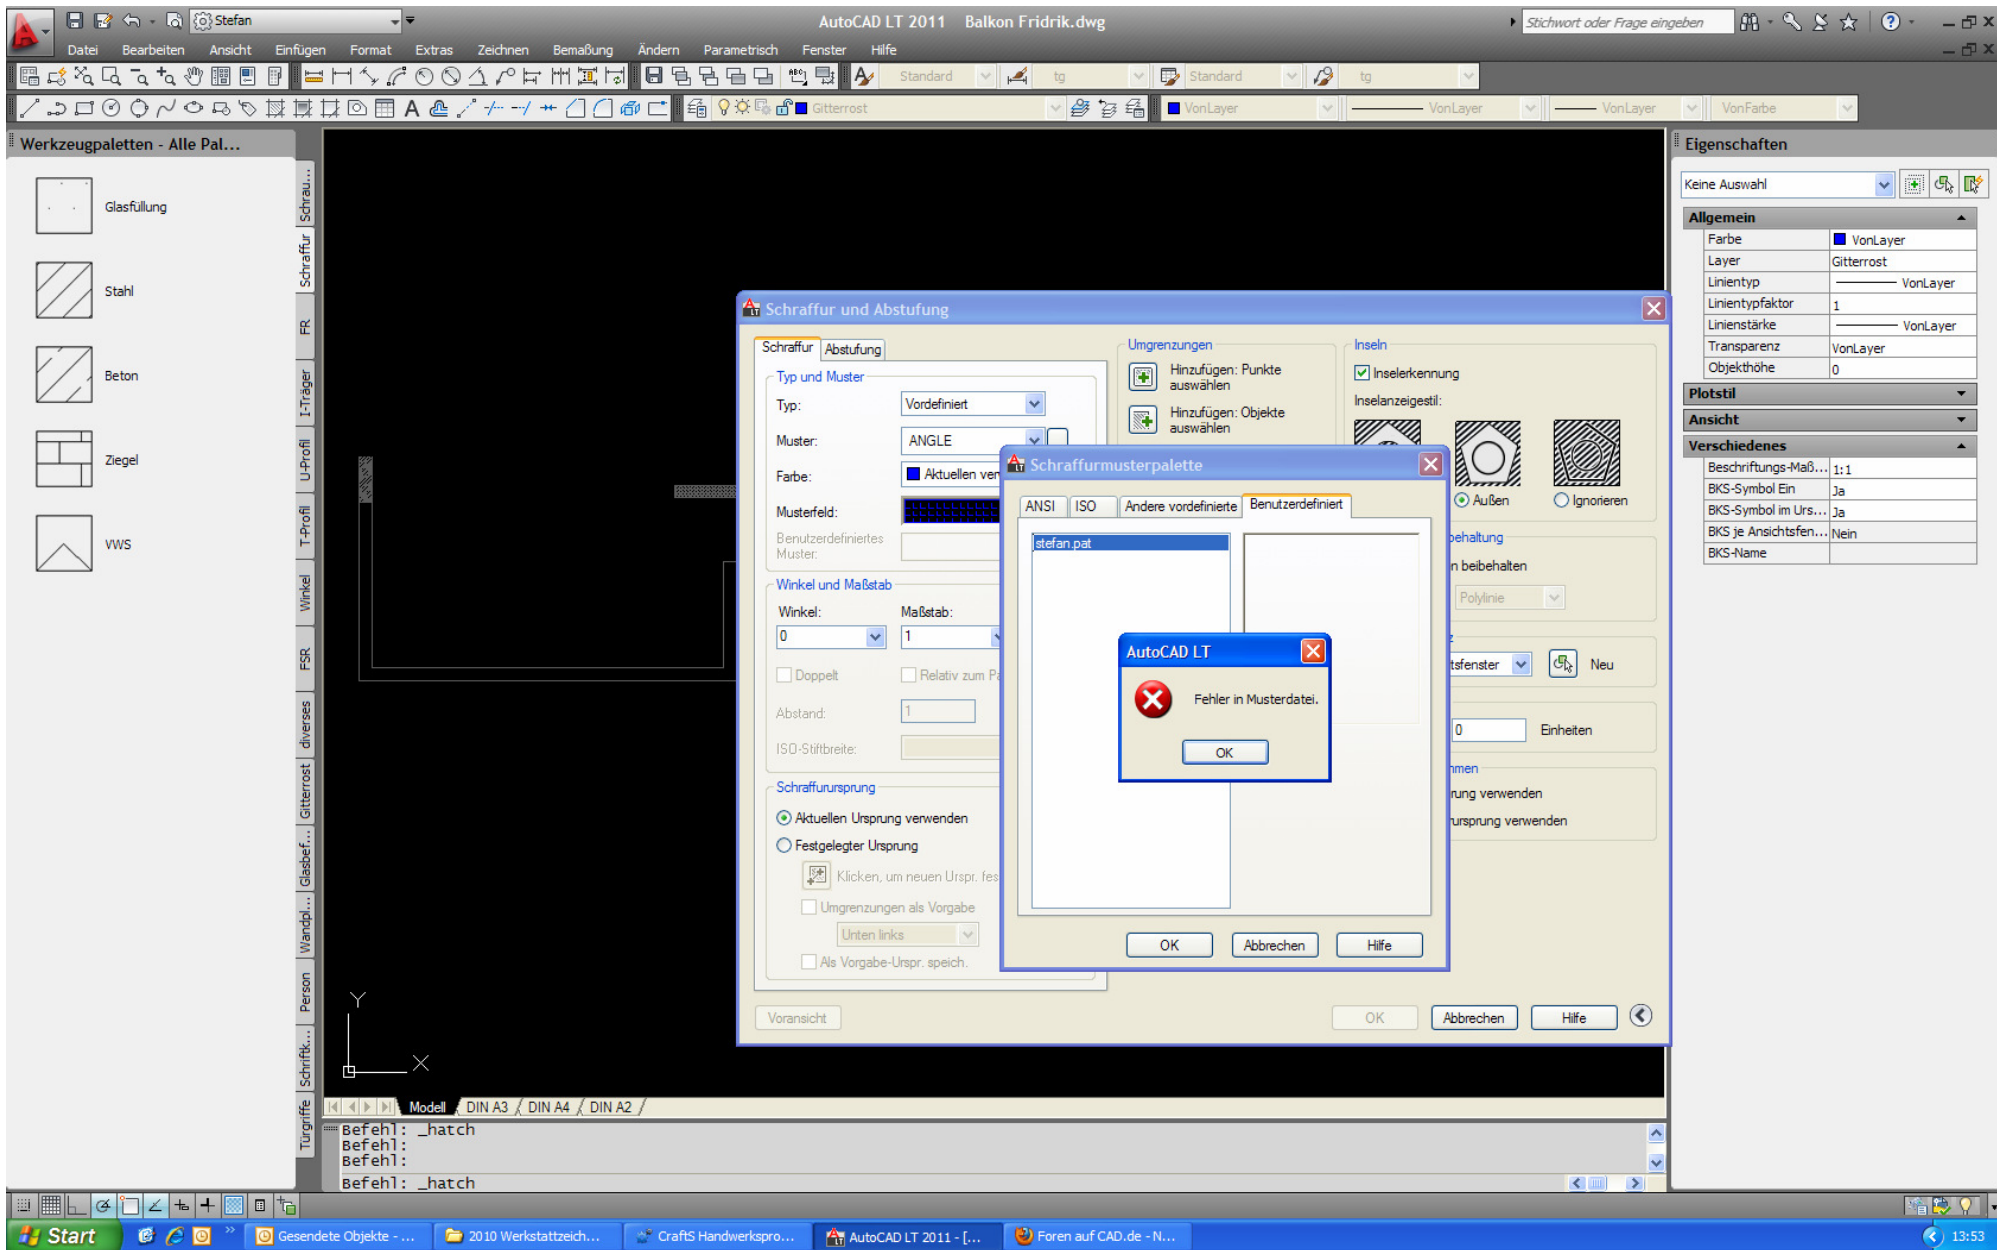 Stefan
AutoCAD LT 2011 Balkon Fridrik.dwg
Stichwort oder Frage eingeben
Datei Bearbeiten Ansicht Einfügen Format Extras Zeichnen Bemaßung Ändern Parametrisch Fenster Hilfe
Standard tg Standard tg
Gitterrost VonLayer VonLayer VonLayer VonFarbe
Werkzeugpaletten - Alle Pal...
Glasfüllung
Stahl
Beton
Ziegel
VWS
Schrau...
Schraffur
FR
I-Träger
U-Profil
T-Profil
Winkel
FSR
diverses
Gitterrost
Glasbef...
Wandpl...
Person
Schriftk...
Türgriffe
Schraffur und Abstufung
Schraffur Abstufung
Typ und Muster
Typ: Vordefiniert
Muster: ANGLE
Farbe: Aktuellen ver
Musterfeld:
Benutzerdefiniertes
Muster:
Winkel und Maßstab
Winkel: Maßstab:
0 1
Doppelt Relativ zum Pa
Abstand: 1
ISO-Stiftbreite:
Schraffurursprung
Aktuellen Ursprung verwenden
Festgelegter Ursprung
Klicken, um neuen Urspr. fes
Umgrenzungen als Vorgabe
Unten links
Als Vorgabe-Urspr. speich.
Voransicht
Umgrenzungen
Hinzufügen: Punkte
auswählen
Hinzufügen: Objekte
auswählen
Inseln
Inselerkennung
Inselanzeigestil:
Außen Ignorieren
behaltung
n beibehalten
Polylinie
tsfenster Neu
0 Einheiten
rung verwenden
ursprung verwenden
OK Abbrechen Hilfe
Schraffurmusterpalette
ANSI ISO Andere vordefinierte Benutzerdefiniert
stefan.pat
OK Abbrechen Hilfe
AutoCAD LT
Fehler in Musterdatei.
OK
Eigenschaften
Keine Auswahl
Allgemein
Farbe VonLayer
Layer Gitterrost
Linientyp VonLayer
Linientypfaktor 1
Linienstärke VonLayer
Transparenz VonLayer
Objekthöhe 0
Plotstil
Ansicht
Verschiedenes
Beschriftungs-Maß... 1:1
BKS-Symbol Ein Ja
BKS-Symbol im Urs... Ja
BKS je Ansichtsfen... Nein
BKS-Name
Y
X
Modell DIN A3 DIN A4 DIN A2
Befehl: _hatch
Befehl:
Befehl:
Befehl: _hatch
Start Gesendete Objekte - ... 2010 Werkstattzeich... CraftS Handwerkspro... AutoCAD LT 2011 - [... Foren auf CAD.de - N... 13:53